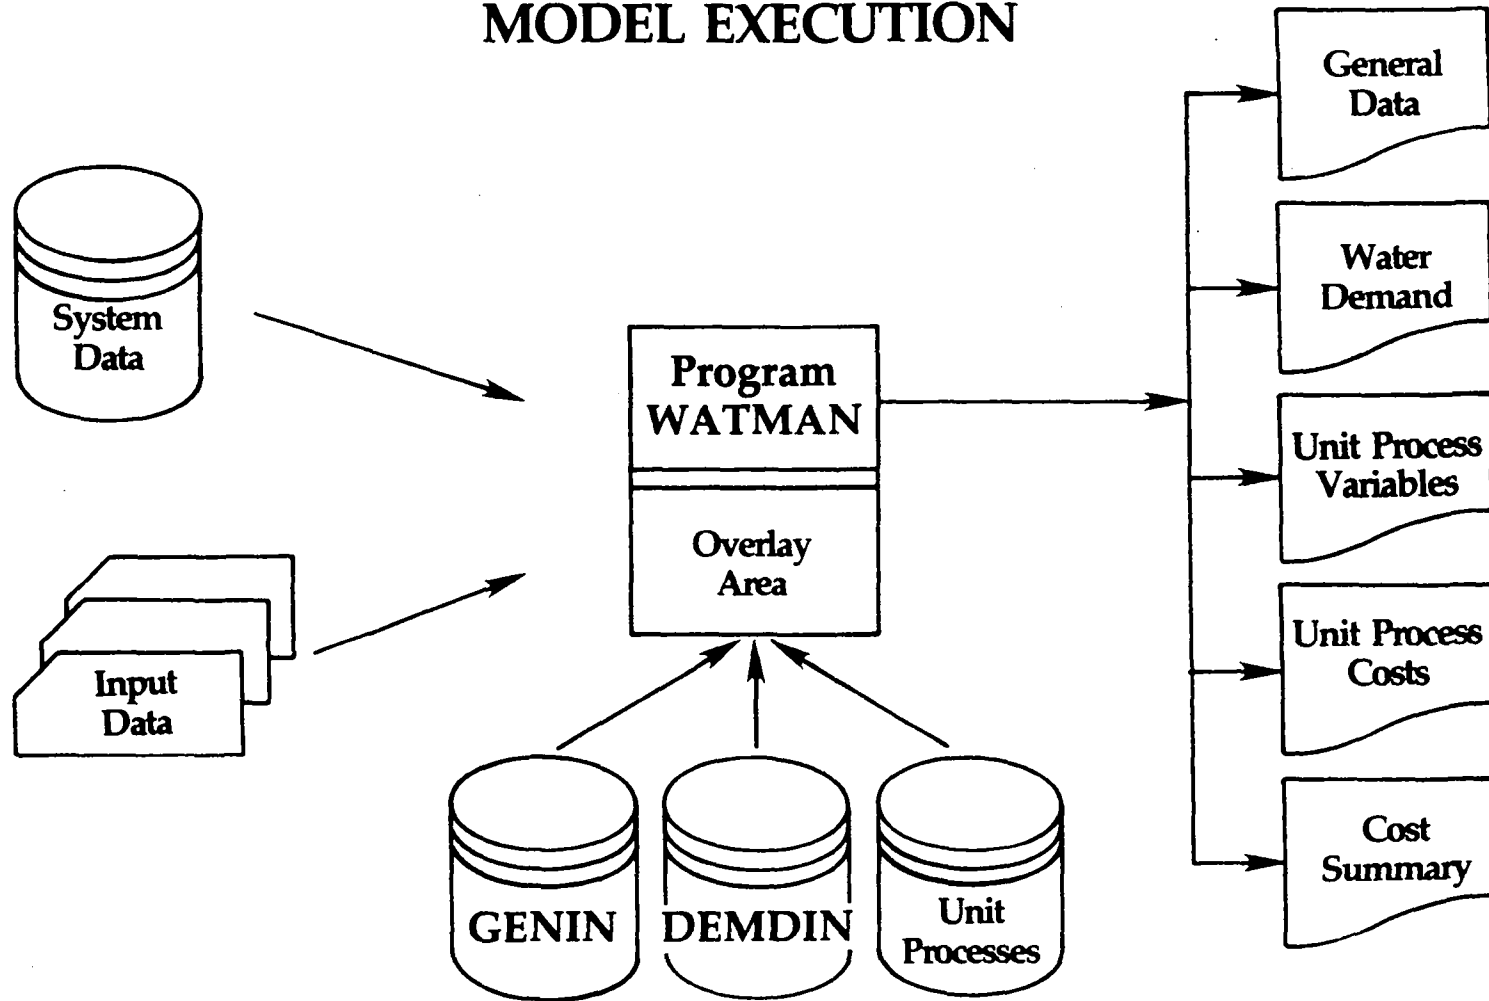 MODEL EXECUTION
System
Data
Input
Data
Program
WATMAN
Overlay
Area
GENIN
DEMDIN
Unit
Processes
General
Data
Water
Demand
Unit Process
Variables
Unit Process
Costs
Cost
Summary